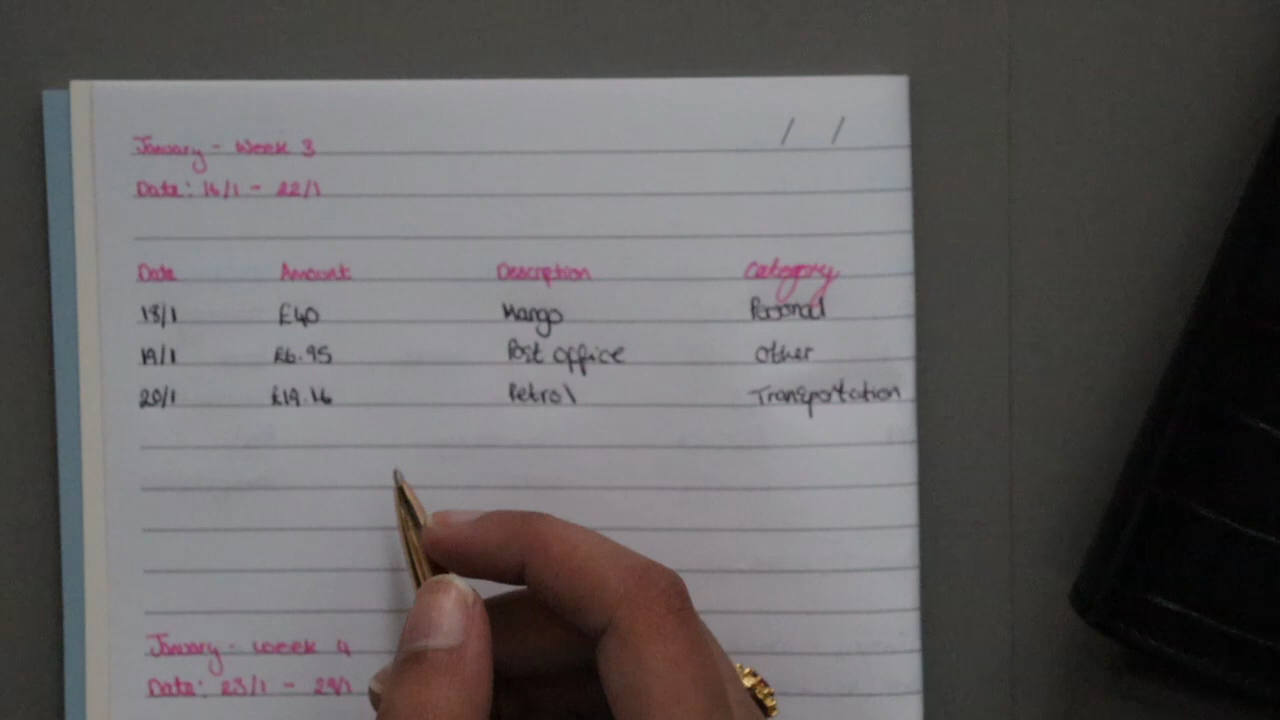 January - Week 3
Date: 16/1 - 22/1
Date Amount Description Category
18/1 £40 Mango Personal
19/1 £6.95 Post office Other
20/1 £19.16 Petrol Transportation
January - Week 4
Date: 23/1 - 29/1